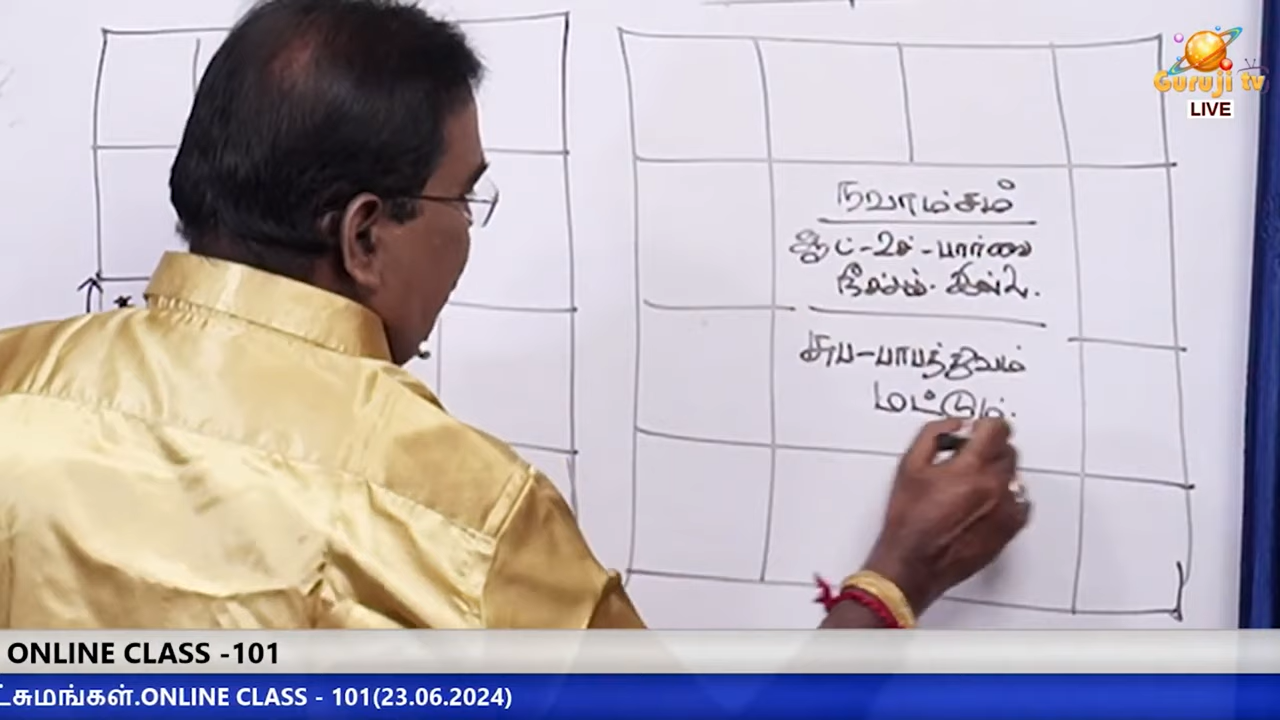 Guruji tv
LIVE
நவாம்சம்
ஆட்-உச்-பார்வை
நீச்சம். இல்லை.
சுப-பாபத்துவம்
மட்டும்.
ONLINE CLASS -101
ட்சுமங்கள்.ONLINE CLASS - 101(23.06.2024)